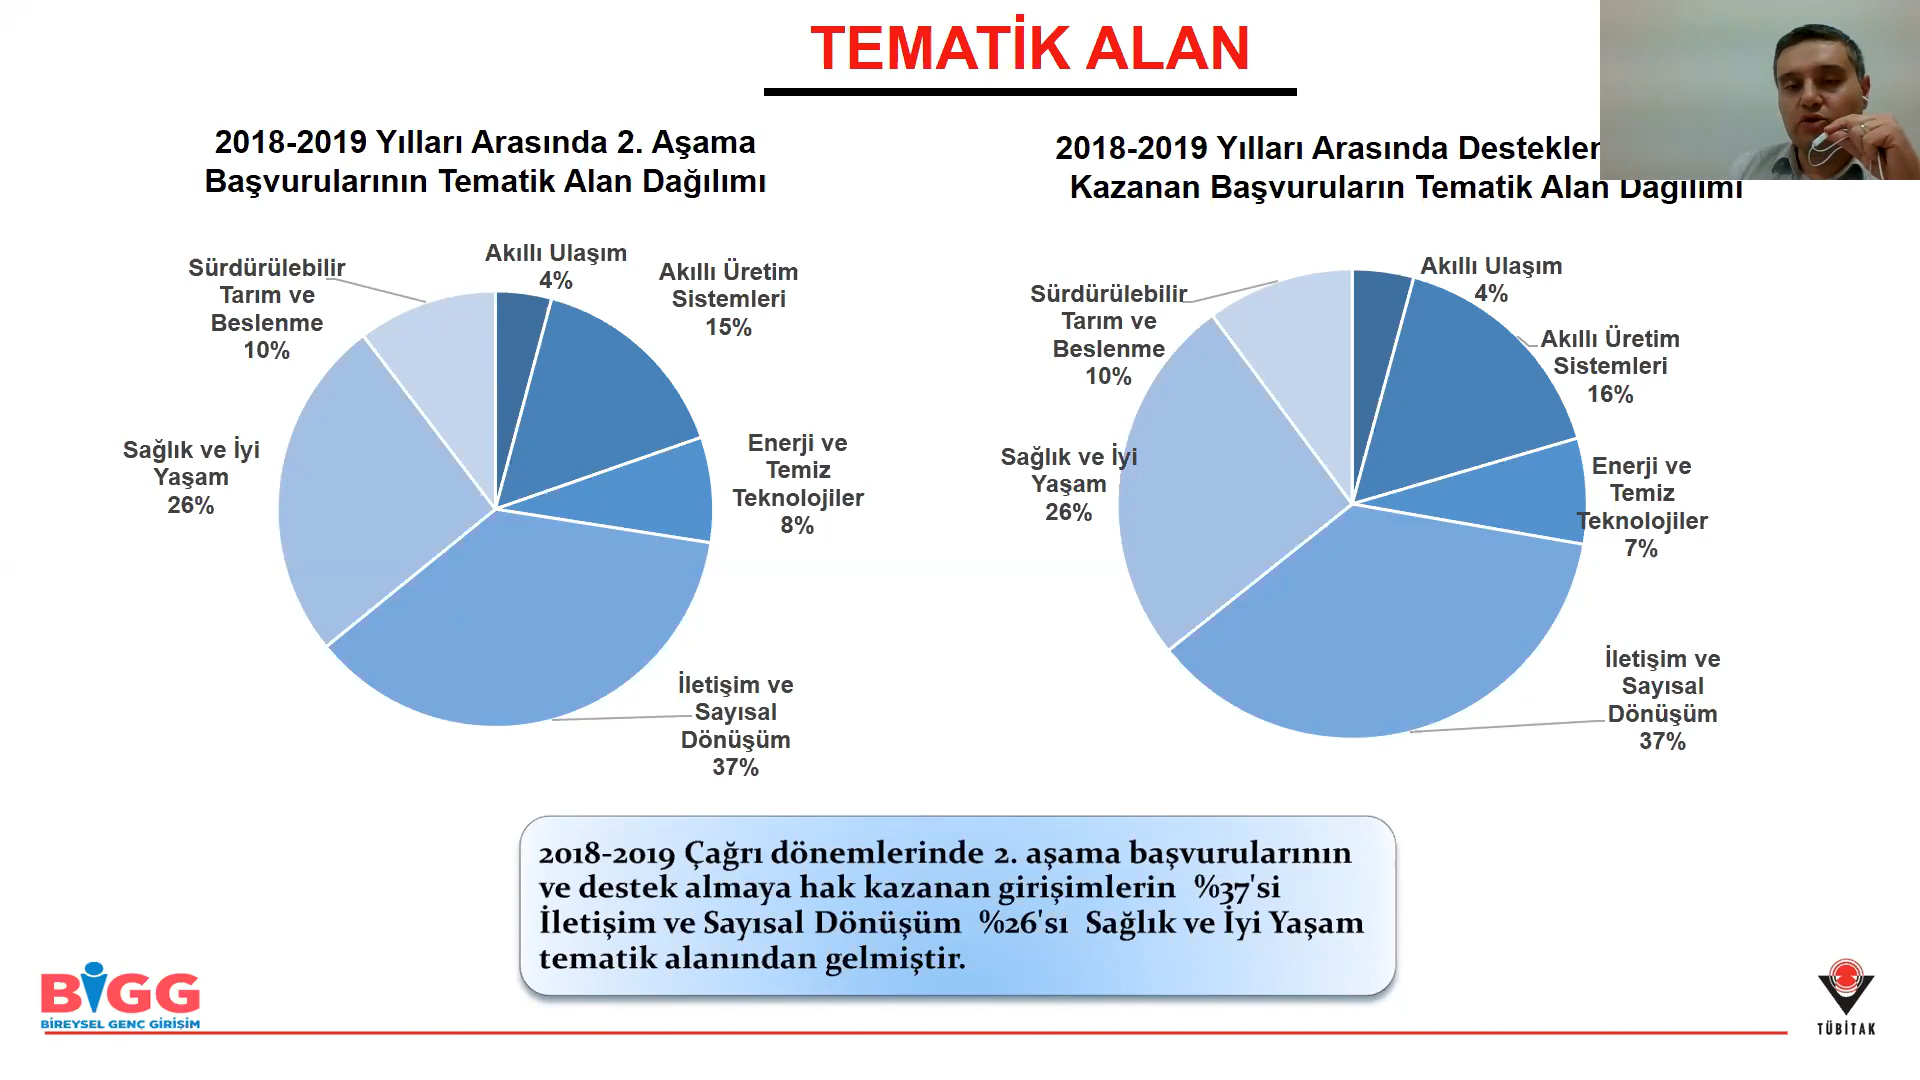 TEMATİK ALAN
2018-2019 Yılları Arasında 2. Aşama
Başvurularının Tematik Alan Dağılımı
Akıllı Ulaşım
4%
Akıllı Üretim
Sistemleri
15%
Enerji ve
Temiz
Teknolojiler
8%
İletişim ve
Sayısal
Dönüşüm
37%
Sağlık ve İyi
Yaşam
26%
Sürdürülebilir
Tarım ve
Beslenme
10%
2018-2019 Yılları Arasında
Kazanan Başvuruların Tematik Alan Dağılımı
Akıllı Ulaşım
4%
Akıllı Üretim
Sistemleri
16%
Enerji ve
Temiz
Teknolojiler
7%
İletişim ve
Sayısal
Dönüşüm
37%
Sağlık ve İyi
Yaşam
26%
Sürdürülebilir
Tarım ve
Beslenme
10%
2018-2019 Çağrı dönemlerinde 2. aşama başvurularının
ve destek almaya hak kazanan girişimlerin %37'si
İletişim ve Sayısal Dönüşüm %26'sı Sağlık ve İyi Yaşam
tematik alanından gelmiştir.
BİGG
BİREYSEL GENÇ GİRİŞİM
TÜBİTAK